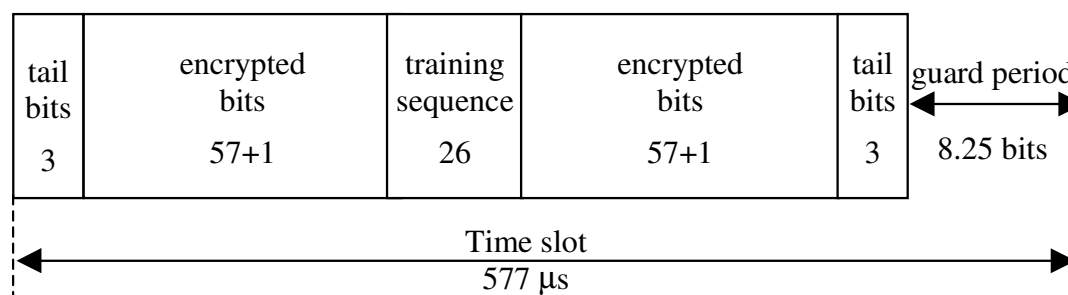 tail
bits
3
encrypted
bits
57+1
training
sequence
26
encrypted
bits
57+1
tail
bits
3
guard period
8.25 bits
Time slot
577 μs